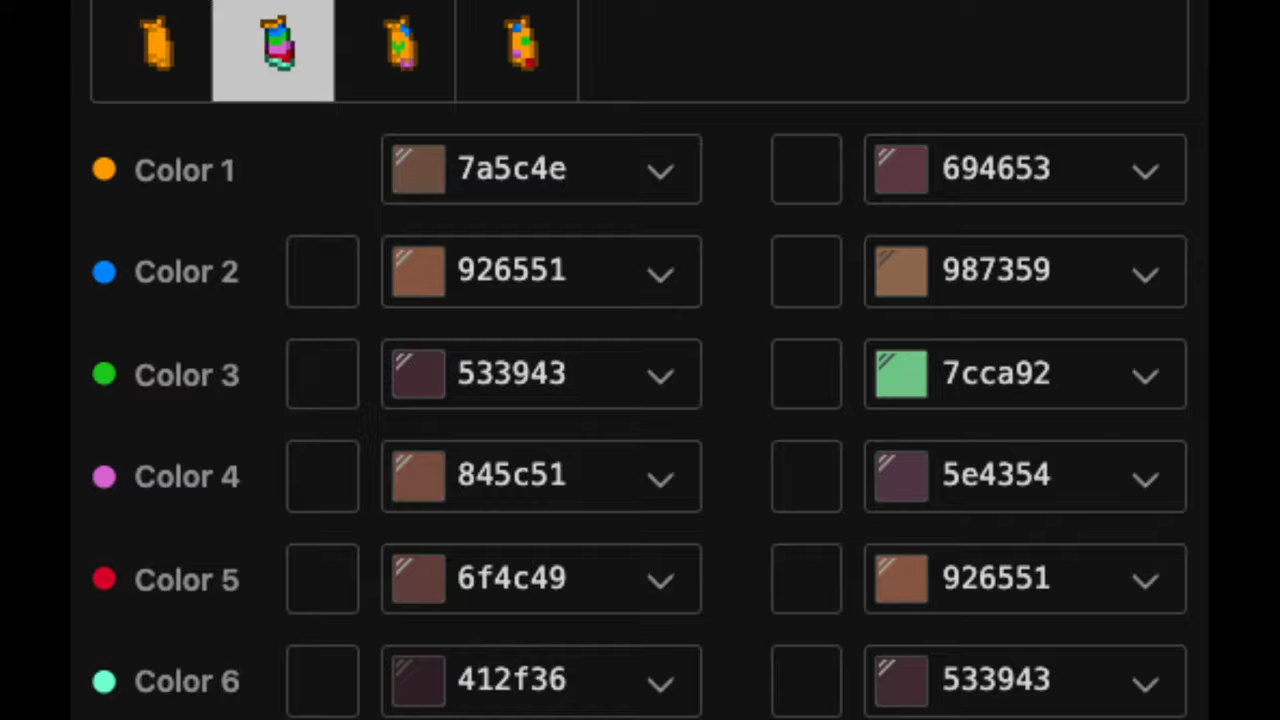 Color 1 7a5c4e 694653
Color 2 926551 987359
Color 3 533943 7cca92
Color 4 845c51 5e4354
Color 5 6f4c49 926551
Color 6 412f36 533943